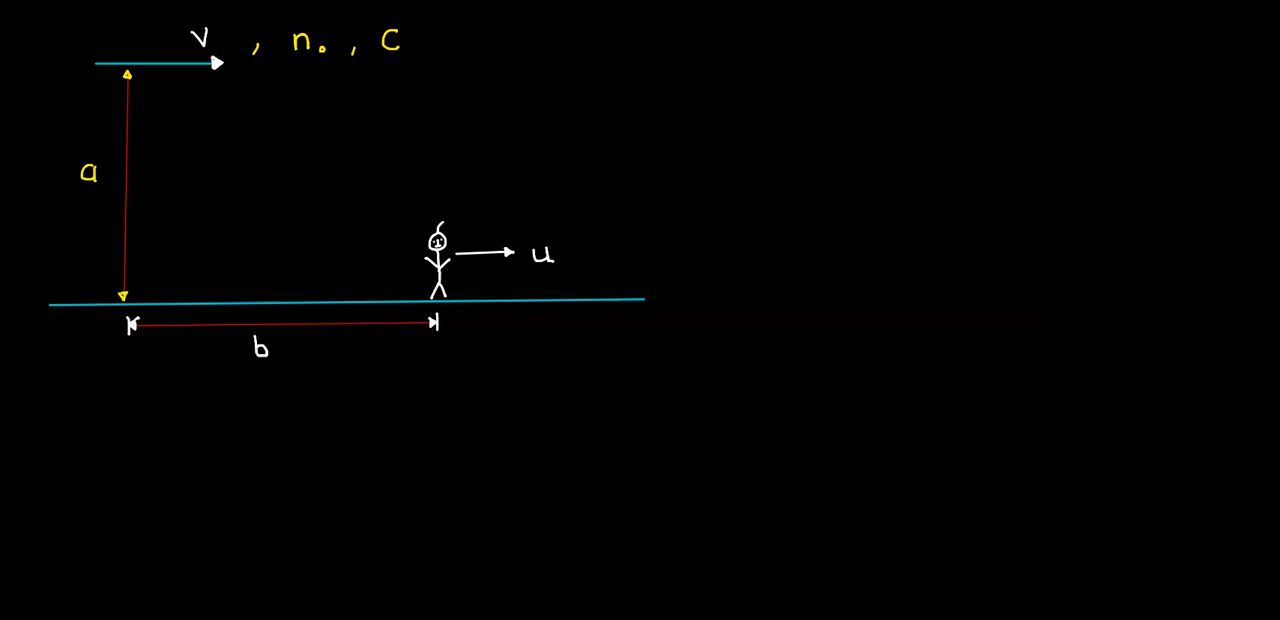 v , n₀ , c
a
u
b